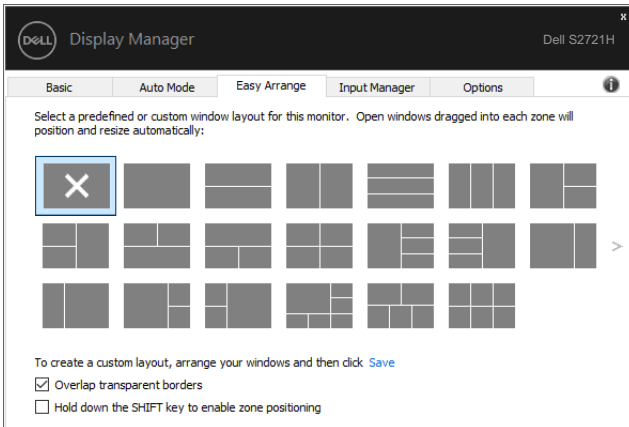 x
DELL Display Manager Dell S2721H
Basic Auto Mode Easy Arrange Input Manager Options i
Select a predefined or custom window layout for this monitor. Open windows dragged into each zone will
position and resize automatically:
>
To create a custom layout, arrange your windows and then click Save
Overlap transparent borders
Hold down the SHIFT key to enable zone positioning